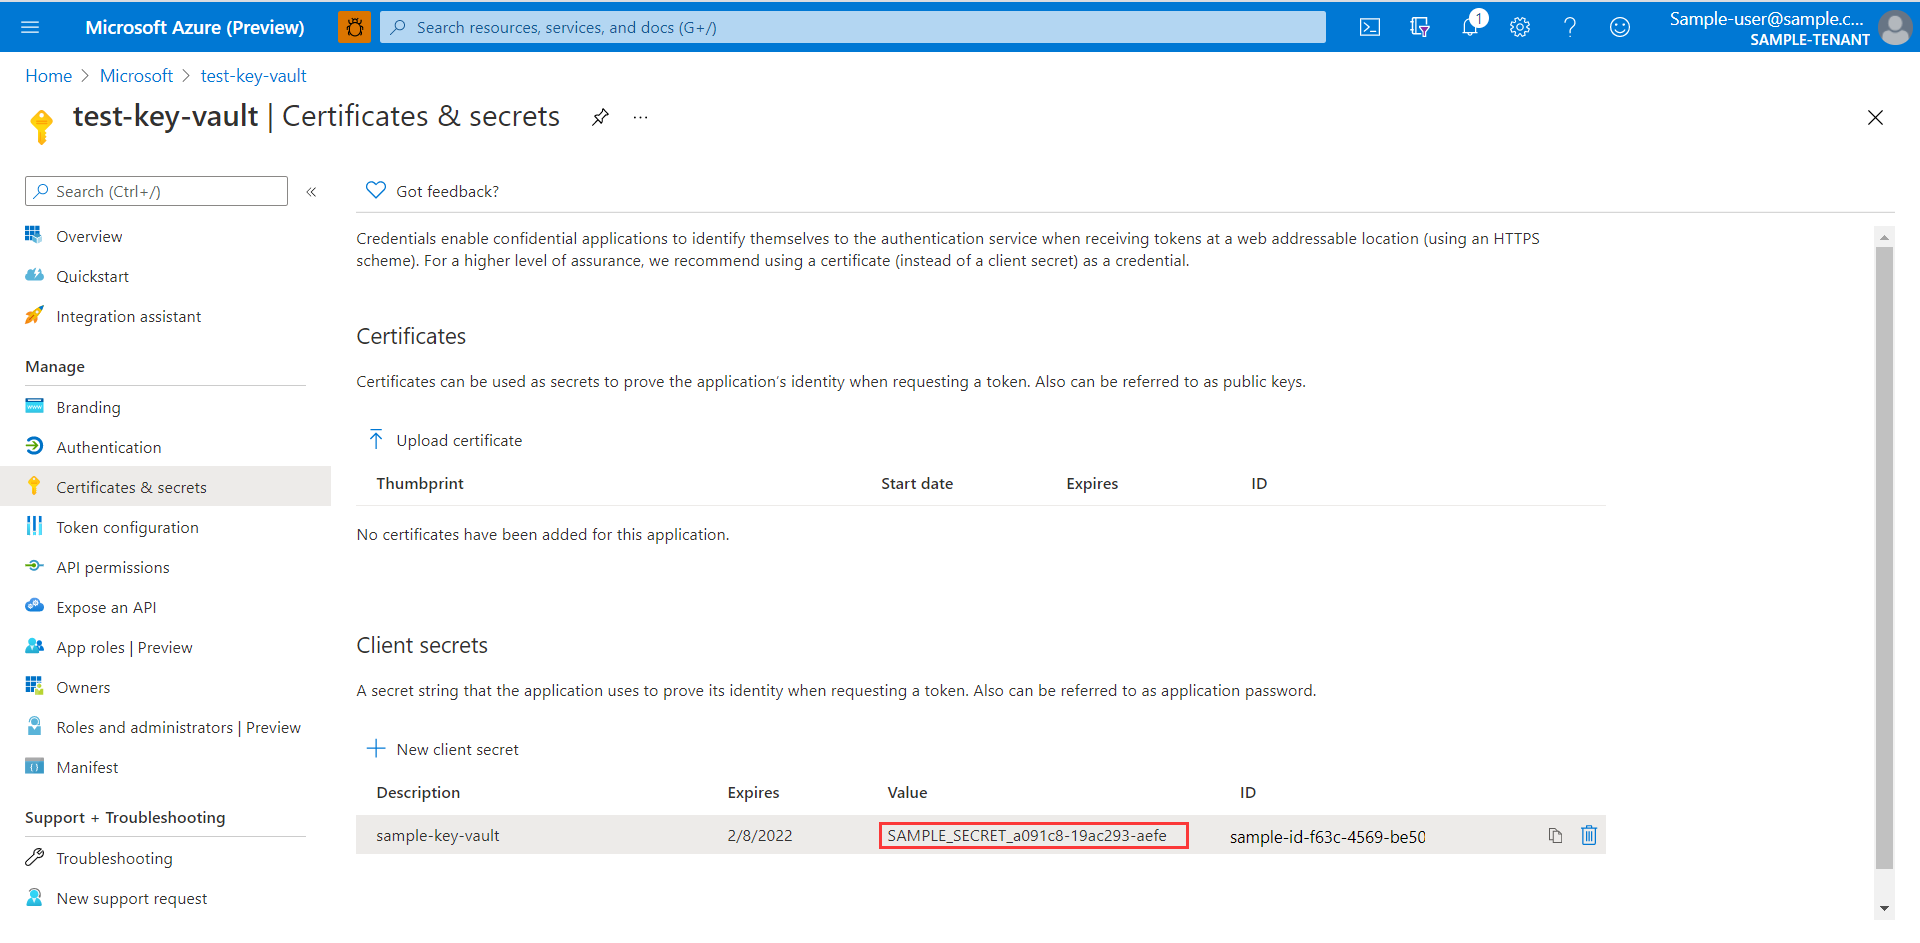 Microsoft Azure (Preview)
Search resources, services, and docs (G+/)
1
Sample-user@sample.c...
SAMPLE-TENANT
Home > Microsoft > test-key-vault
test-key-vault | Certificates & secrets
...
Search (Ctrl+/)
«
Overview
Quickstart
Integration assistant
Manage
Branding
Authentication
Certificates & secrets
Token configuration
API permissions
Expose an API
App roles | Preview
Owners
Roles and administrators | Preview
Manifest
Support + Troubleshooting
Troubleshooting
New support request
Got feedback?
Credentials enable confidential applications to identify themselves to the authentication service when receiving tokens at a web addressable location (using an HTTPS
scheme). For a higher level of assurance, we recommend using a certificate (instead of a client secret) as a credential.
Certificates
Certificates can be used as secrets to prove the application's identity when requesting a token. Also can be referred to as public keys.
Upload certificate
Thumbprint Start date Expires ID
No certificates have been added for this application.
Client secrets
A secret string that the application uses to prove its identity when requesting a token. Also can be referred to as application password.
New client secret
Description Expires Value ID
sample-key-vault 2/8/2022 SAMPLE_SECRET_a091c8-19ac293-aefe sample-id-f63c-4569-be50